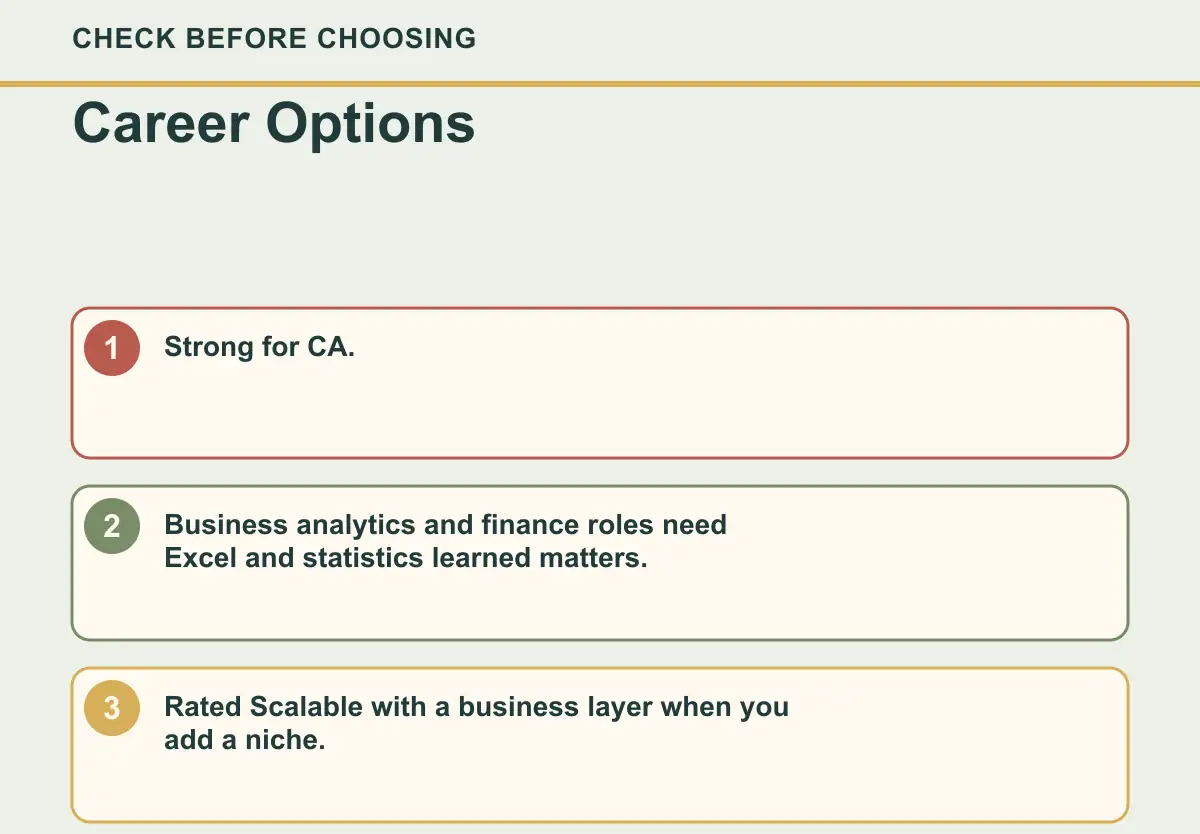 CHECK BEFORE CHOOSING
Career Options
1
Strong for CA.
2
Business analytics and finance roles need
Excel and statistics learned matters.
3
Rated Scalable with a business layer when you
add a niche.